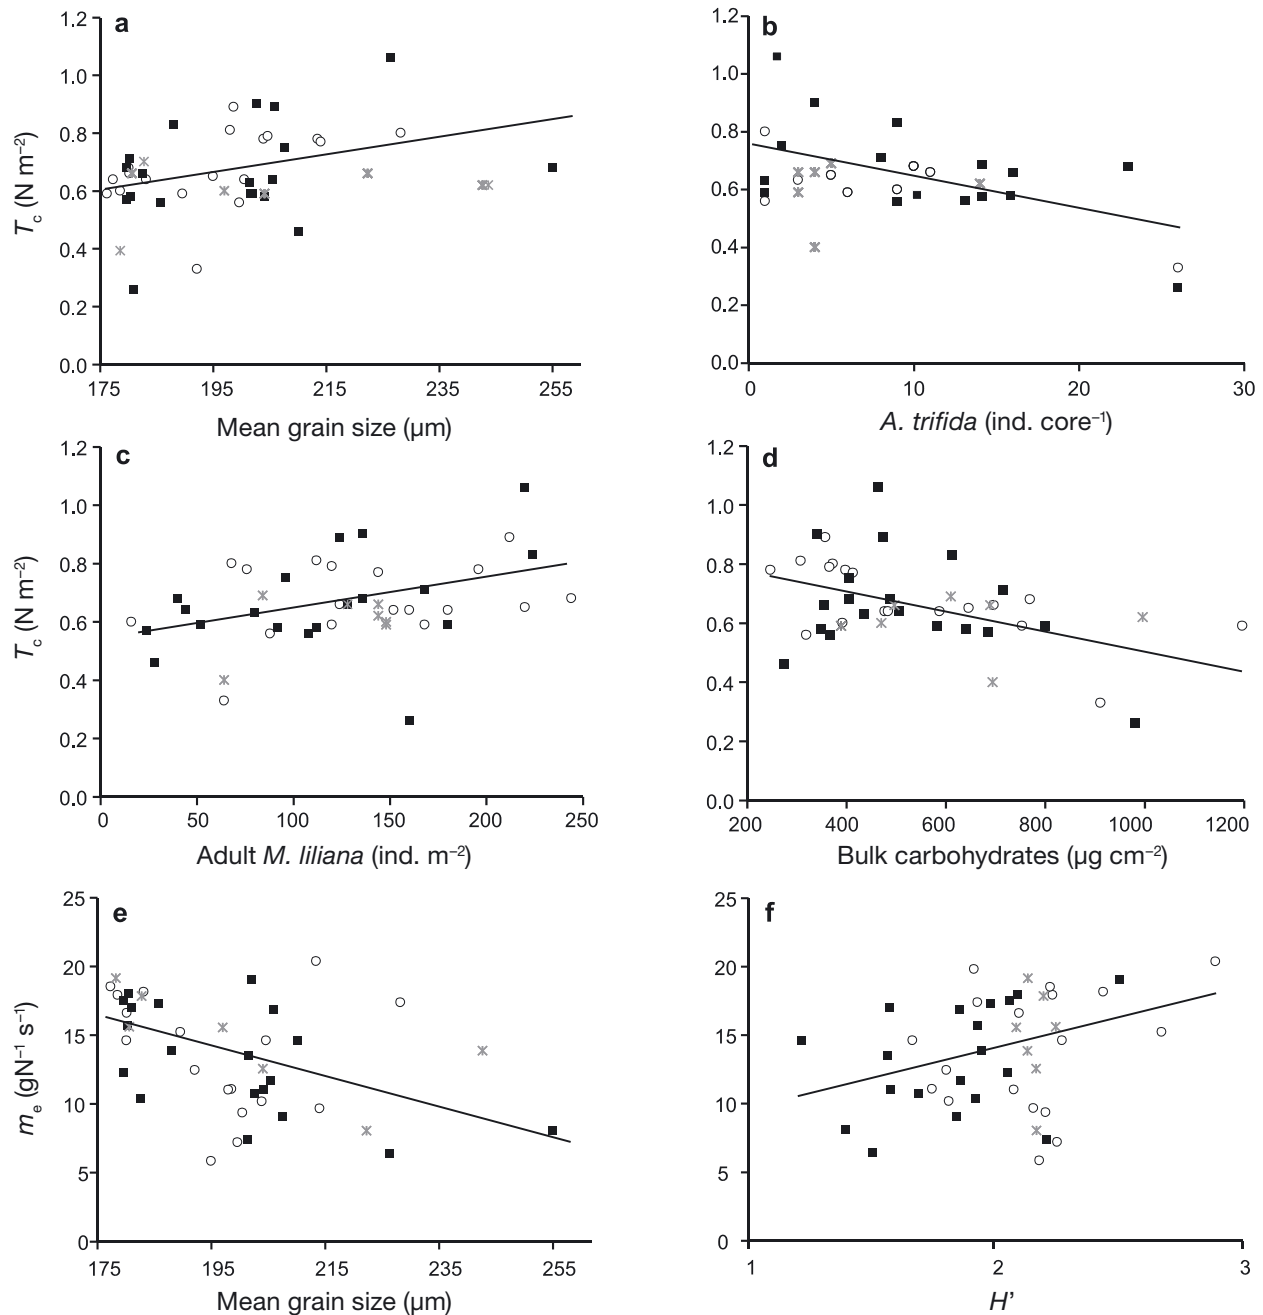 a
1.2
1.0
0.8
0.6
0.4
0.2
0.0
Tc (N m–2)
175 195 215 235 255
Mean grain size (µm)
b
1.2
1.0
0.8
0.6
0.4
0.2
0.0
0 10 20 30
A. trifida (ind. core–1)
c
1.2
1.0
0.8
0.6
0.4
0.2
0.0
Tc (N m–2)
0 50 100 150 200 250
Adult M. liliana (ind. m–2)
d
1.2
1.0
0.8
0.6
0.4
0.2
0.0
200 400 600 800 1000 1200
Bulk carbohydrates (µg cm–2)
e
25
20
15
10
5
0
me (gN–1 s–1)
175 195 215 235 255
Mean grain size (µm)
f
25
20
15
10
5
0
1 2 3
H’